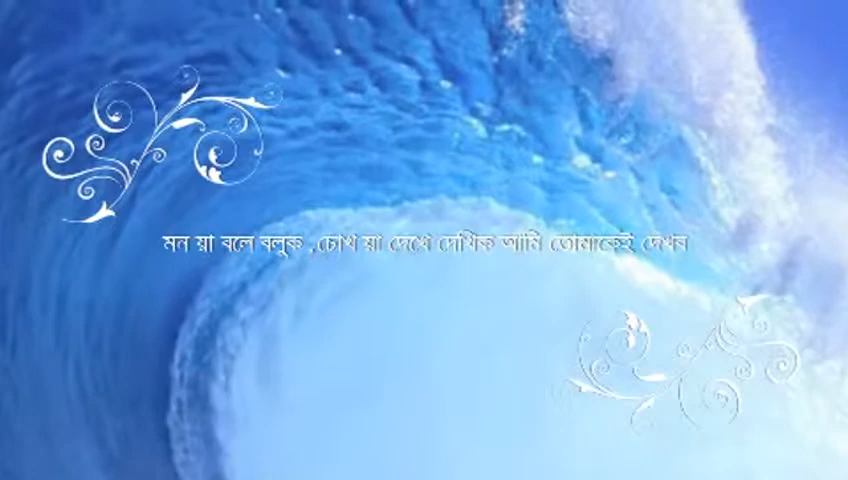 মন য়া বলে বলুক ,চোখ য়া দেখে দেখিক আমি তোমাকেই দেখব